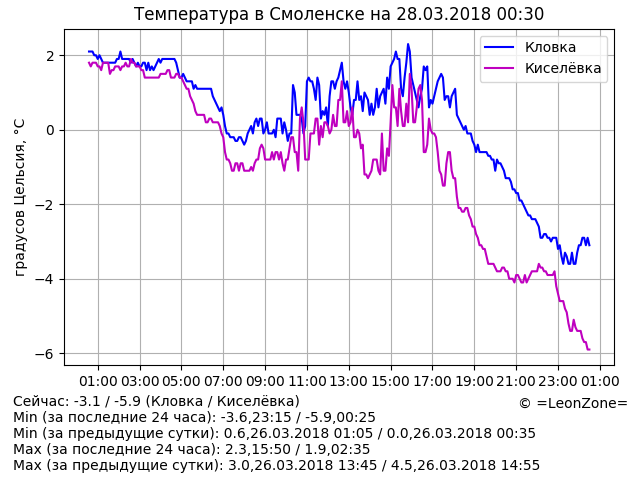 Температура в Смоленске на 28.03.2018 00:30
Кловка
Киселёвка
градусов Цельсия, °C
2
0
−2
−4
−6
01:00 03:00 05:00 07:00 09:00 11:00 13:00 15:00 17:00 19:00 21:00 23:00 01:00
Сейчас: -3.1 / -5.9 (Кловка / Киселёвка)
© =LeonZone=
Min (за последние 24 часа): -3.6,23:15 / -5.9,00:25
Min (за предыдущие сутки): 0.6,26.03.2018 01:05 / 0.0,26.03.2018 00:35
Max (за последние 24 часа): 2.3,15:50 / 1.9,02:35
Max (за предыдущие сутки): 3.0,26.03.2018 13:45 / 4.5,26.03.2018 14:55